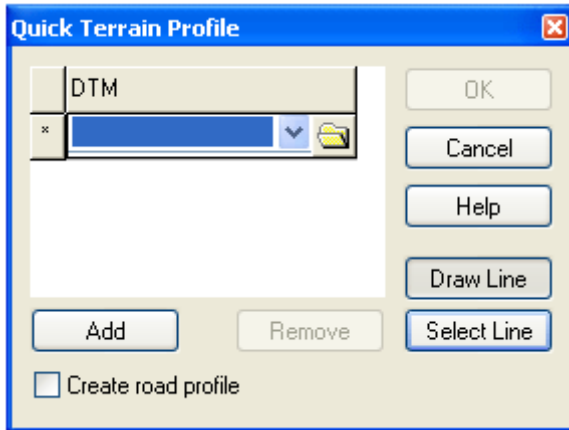 Quick Terrain Profile
DTM
OK
*
Cancel
Help
Draw Line
Add
Remove
Select Line
Create road profile